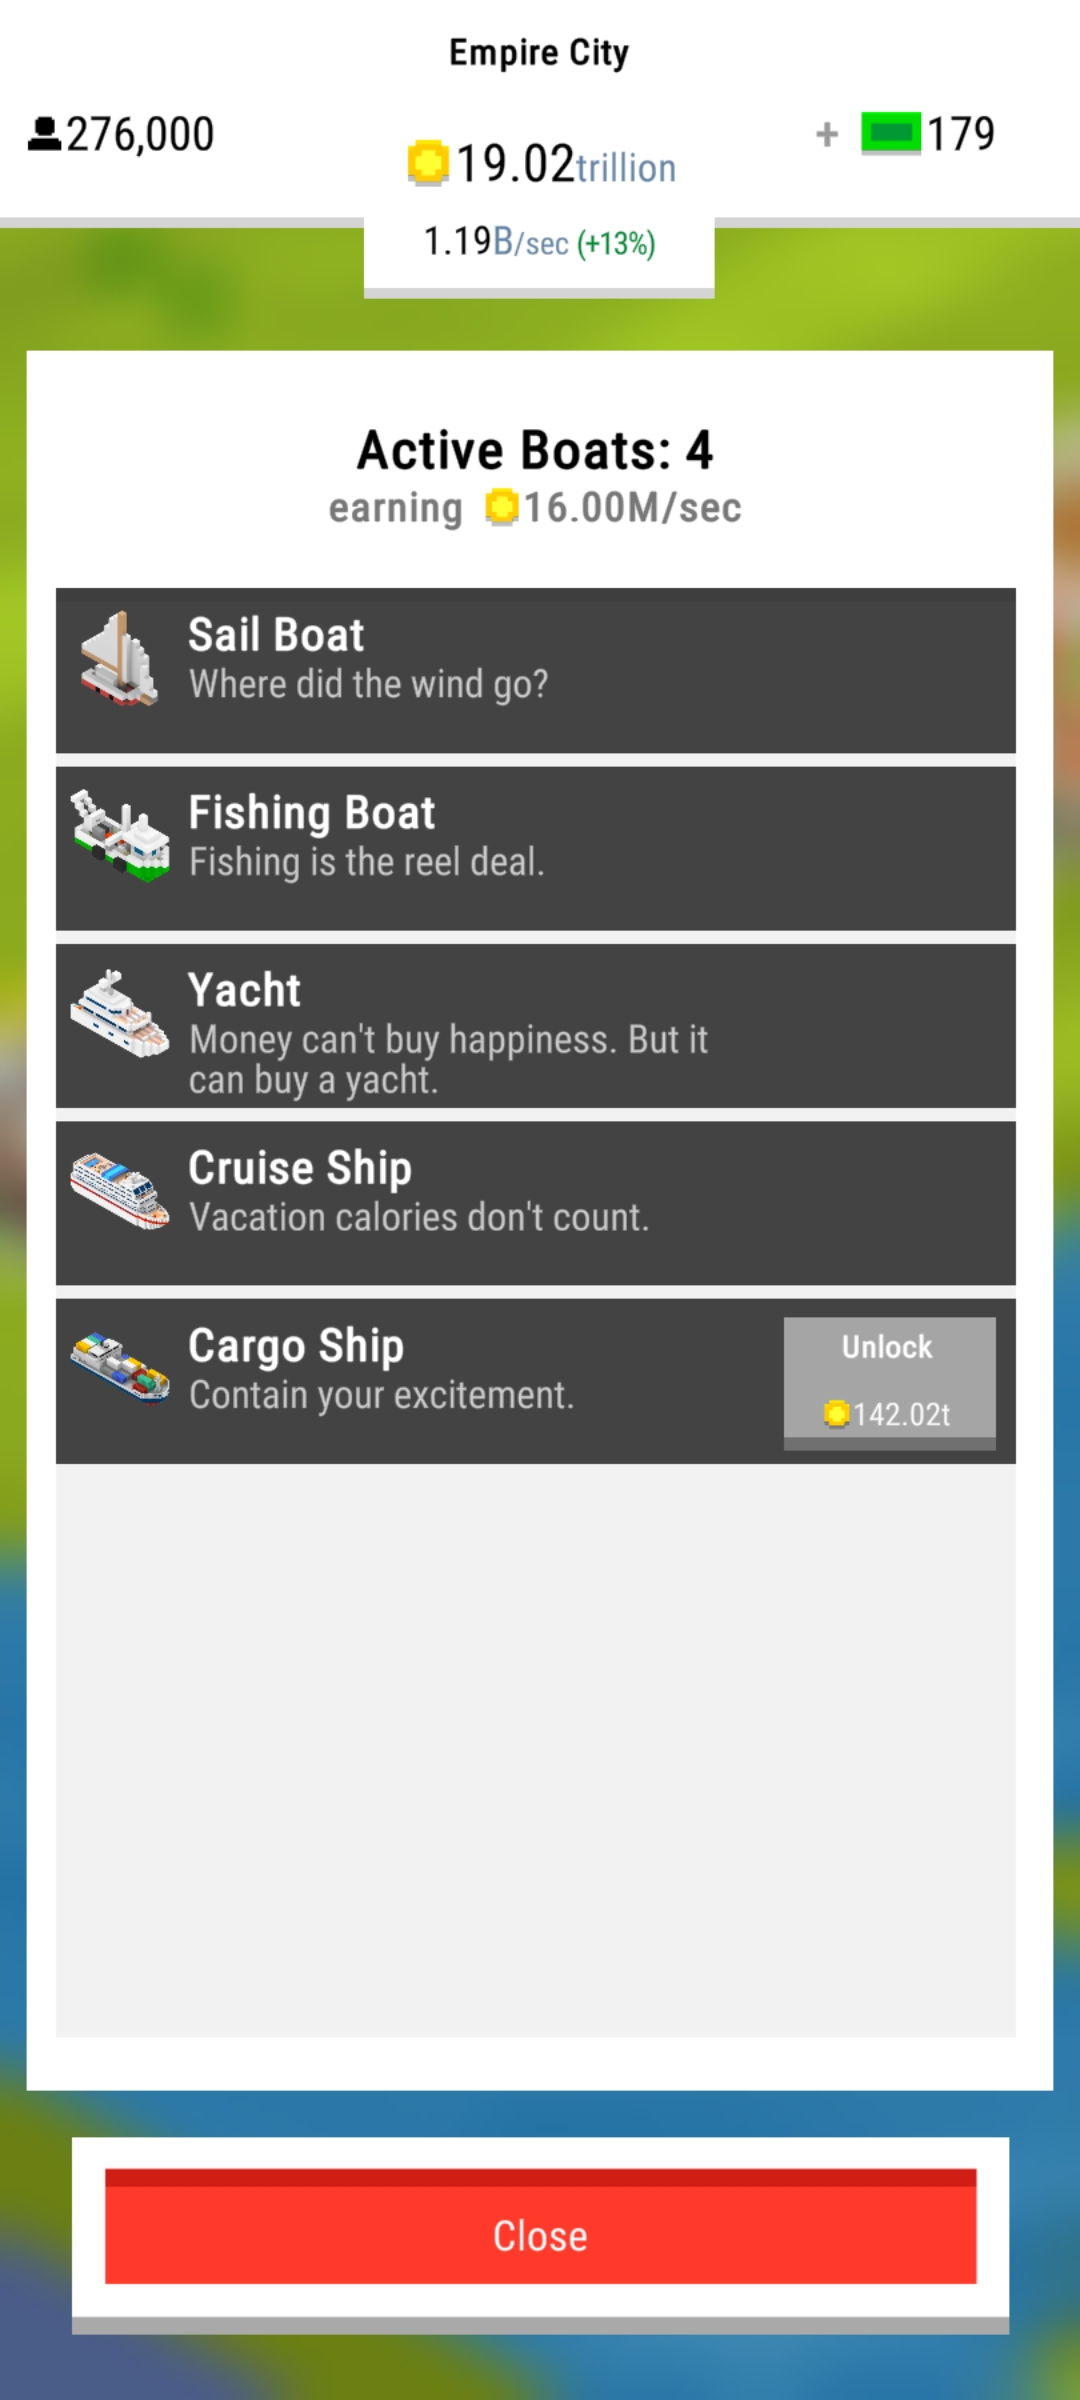 Empire City
276,000
19.02trillion
+ 179
1.19B/sec (+13%)
Active Boats: 4
earning 16.00M/sec
Sail Boat
Where did the wind go?
Fishing Boat
Fishing is the reel deal.
Yacht
Money can't buy happiness. But it
can buy a yacht.
Cruise Ship
Vacation calories don't count.
Cargo Ship
Contain your excitement.
Unlock
142.02t
Close